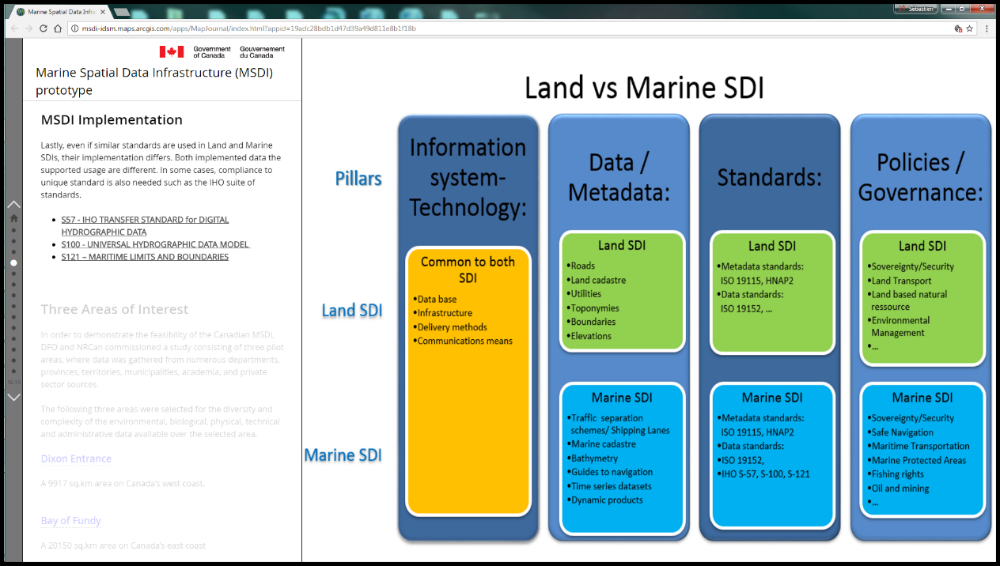 Marine Spatial Data Infra
Sebastien
msdi-idsm.maps.arcgis.com/apps/MapJournal/index.html?appid=19adc28bdb1d47d39a49d811e8b1f18b
Government
of Canada
Gouvernement
du Canada
Marine Spatial Data Infrastructure (MSDI)
prototype
MSDI Implementation
Lastly, even if similar standards are used in Land and Marine
SDIs, their implementation differs. Both implemented data the
supported usage are different. In some cases, compliance to
unique standard is also needed such as the IHO suite of
standards.
• S57 - IHO TRANSFER STANDARD for DIGITAL
HYDROGRAPHIC DATA
• S100 - UNIVERSAL HYDROGRAPHIC DATA MODEL
• S121 – MARITIME LIMITS AND BOUNDARIES
Three Areas of Interest
In order to demonstrate the feasibility of the Canadian MSDI,
DFO and NRCan commissioned a study consisting of three pilot
areas, where data was gathered from numerous departments,
provinces, territories, municipalities, academia, and private
sector sources.
The following three areas were selected for the diversity and
complexity of the environmental, biological, physical, technical
and administrative data available over the selected area.
Dixon Entrance
A 9917 sq.km area on Canada's west coast.
Bay of Fundy
A 20150 sq.km area on Canada's east coast
16-19
Land vs Marine SDI
Pillars
Land SDI
Marine SDI
Information
system-
Technology:
Common to both
SDI
•Data base
•Infrastructure
•Delivery methods
•Communications means
Data /
Metadata:
Land SDI
•Roads
•Land cadastre
•Utilities
•Toponymies
•Boundaries
•Elevations
Marine SDI
•Traffic separation
schemes/ Shipping Lanes
•Marine cadastre
•Bathymetry
•Guides to navigation
•Time series datasets
•Dynamic products
Standards:
Land SDI
•Metadata standards:
ISO 19115, HNAP2
•Data standards:
ISO 19152, ...
Marine SDI
•Metadata standards:
ISO 19115, HNAP2
•Data standards:
•ISO 19152,
•IHO S-57, S-100, S-121
Policies /
Governance:
Land SDI
•Sovereignty/Security
•Land Transport
•Land based natural
ressource
•Environmental
Management
•...
Marine SDI
•Sovereignty/Security
•Safe Navigation
•Maritime Transportation
•Marine Protected Areas
•Fishing rights
•Oil and mining
•...